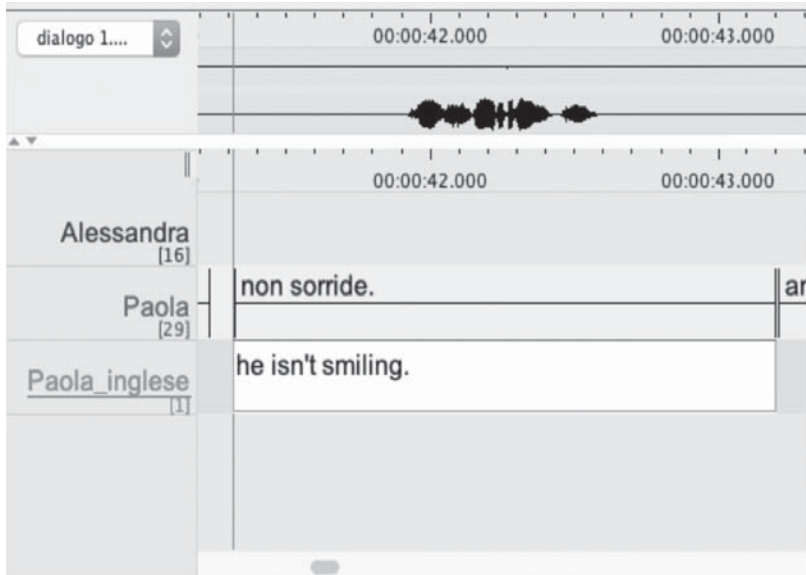 dialogo 1....
00:00:42.000 00:00:43.000
00:00:42.000 00:00:43.000
Alessandra
[16]
non sorride.
Paola
[29]
he isn't smiling.
Paola_inglese
[1]